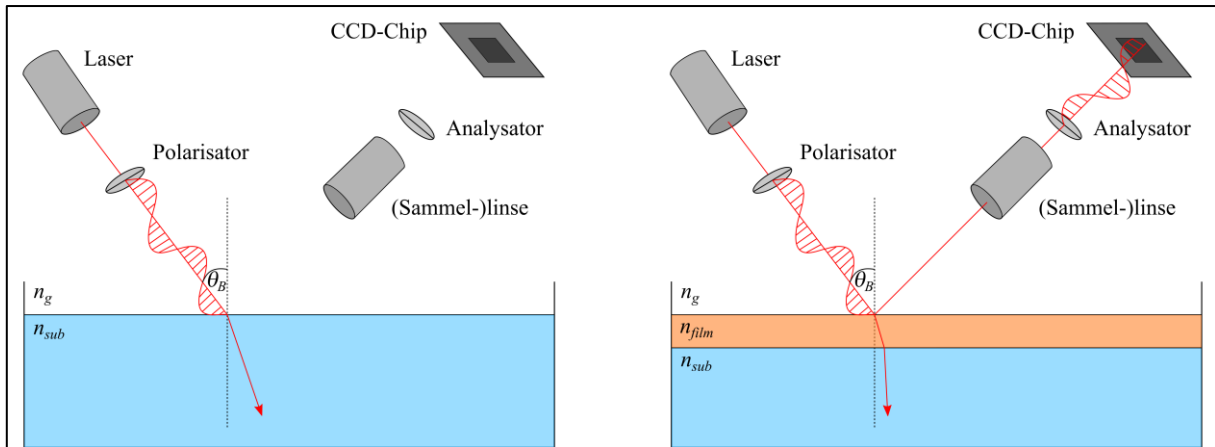 CCD-Chip
Laser
Analysator
Polarisator
(Sammel-)linse
θB
ng
nsub
CCD-Chip
Laser
Analysator
Polarisator
(Sammel-)linse
θB
ng
nfilm
nsub